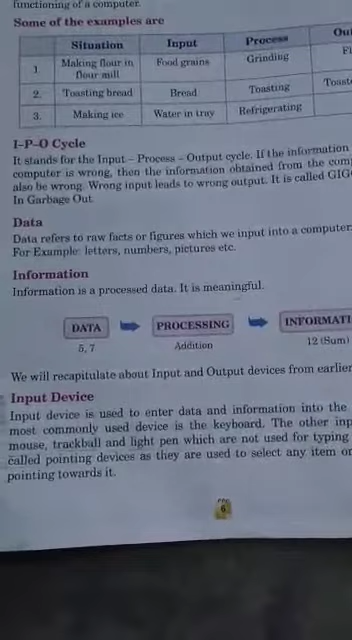 functioning of a computer.
Some of the examples are
Situation Input Process
1. Making flour in flour mill Food grains Grinding
2. Toasting bread Bread Toasting
3. Making ice Water in tray Refrigerating
I–P–O Cycle
It stands for the Input – Process – Output cycle. If the information
computer is wrong, then the information obtained from the
also be wrong. Wrong input leads to wrong output. It is called
In Garbage Out.
Data
Data refers to raw facts or figures which we input into a computer.
For Example: letters, numbers, pictures etc.
Information
Information is a processed data. It is meaningful.
DATA PROCESSING
5, 7 Addition 12 (Sum)
We will recapitulate about Input and Output devices from earlier
Input Device
Input device is used to enter data and information into the
most commonly used device is the keyboard. The other
mouse, trackball and light pen which are not used for typing
called pointing devices as they are used to select any item or
pointing towards it.
6